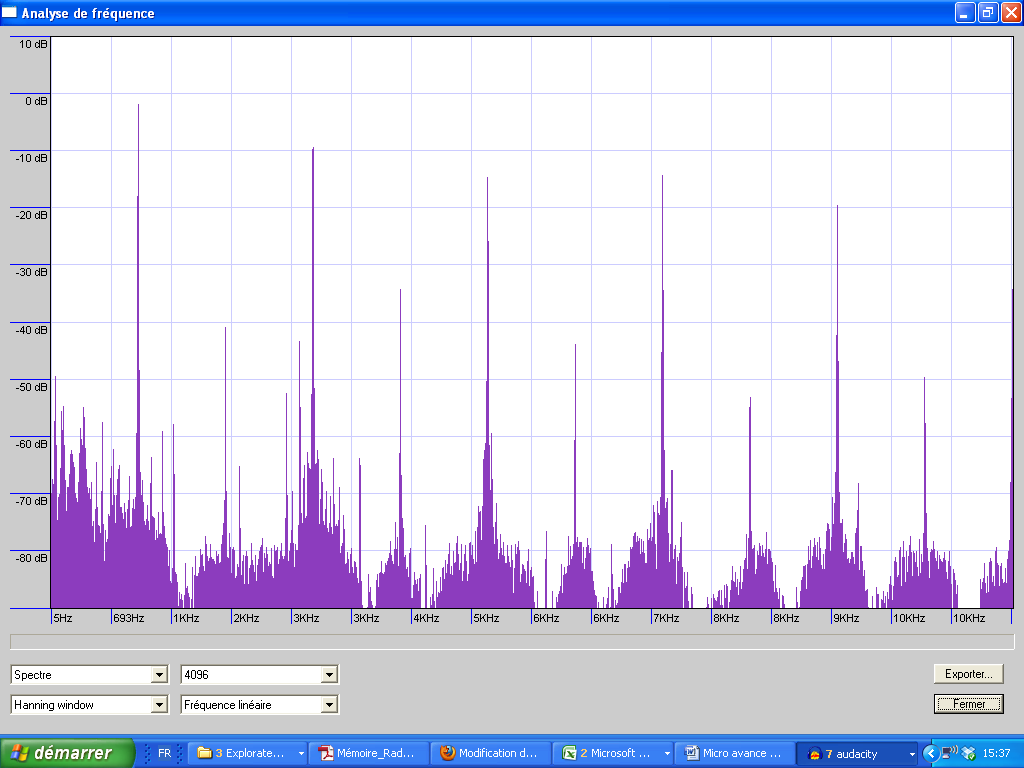 Analyse de fréquence
10 dB
0 dB
-10 dB
-20 dB
-30 dB
-40 dB
-50 dB
-60 dB
-70 dB
-80 dB
5Hz 693Hz 1KHz 2KHz 3KHz 3KHz 4KHz 5KHz 6KHz 6KHz 7KHz 8KHz 8KHz 9KHz 10KHz 10KHz
Spectre 4096 Exporter...
Hanning window Fréquence linéaire Fermer
démarrer FR 3 Explorate... Mémoire_Rad... Modification d... 2 Microsoft ... Micro avance ... 7 audacity 15:37